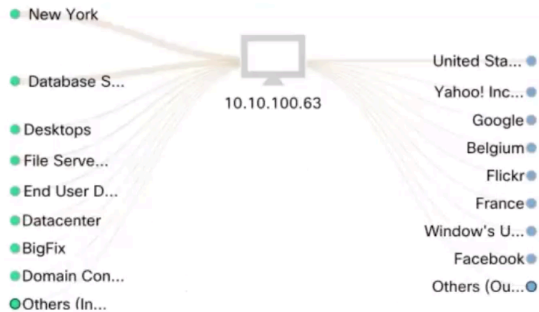 New York
Database S...
Desktops
File Serve...
End User D...
Datacenter
BigFix
Domain Con...
Others (In...
10.10.100.63
United Sta...
Yahoo! Inc...
Google
Belgium
Flickr
France
Window's U...
Facebook
Others (Ou...